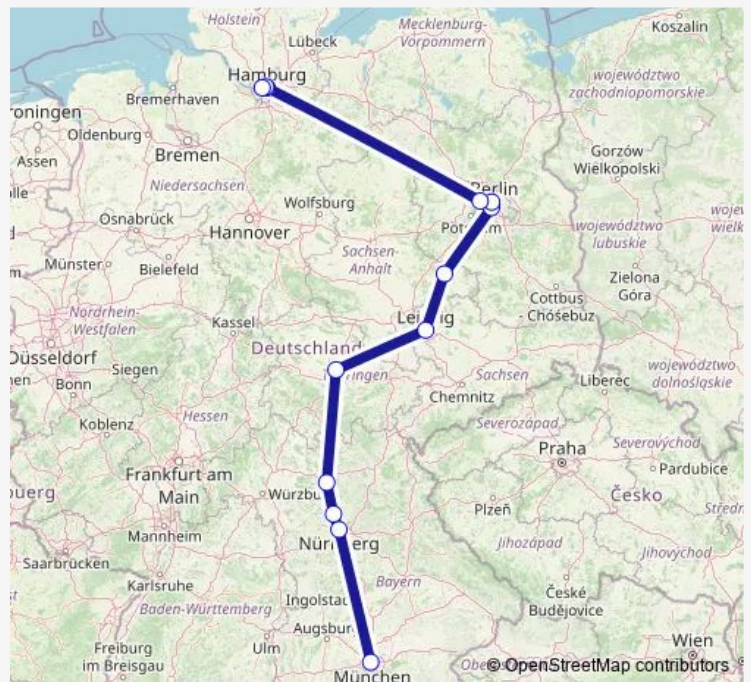 Holstein
Mecklenburg-
Vorpommern
Koszalin
Lübeck
Hamburg
województwo
zachodniopomorskie
Bremerhaven
roningen
Oldenburg
Assen
Bremen
Gorzów
Wielkopolski
Niedersachsen
Berlin
Wolfsburg
Osnabrück
Hannover
województwo
lubuskie
Sachsen-
Anhalt
Münster
Bielefeld
Zielona
Góra
Cottbus
- Chóśebuz
Nordrhein-
Westfalen
Kassel
Deutschland
Düsseldorf
Siegen
Bonn
Sachsen
Chemnitz
Liberec
województwo
dolnośląskie
Hessen
Koblenz
Severozápad
Praha
Severovýchod
Pardubice
Frankfurt am
Main
Würzbu
Plzeň
Česko
Mannheim
Jihozápad
Jihovýchod
Saarbrücken
Karlsruhe
Bayern
Baden-Württemberg
České
Budějovice
Ulm
Freiburg
im Breisgau
München
Wien
© OpenStreetMap contributors